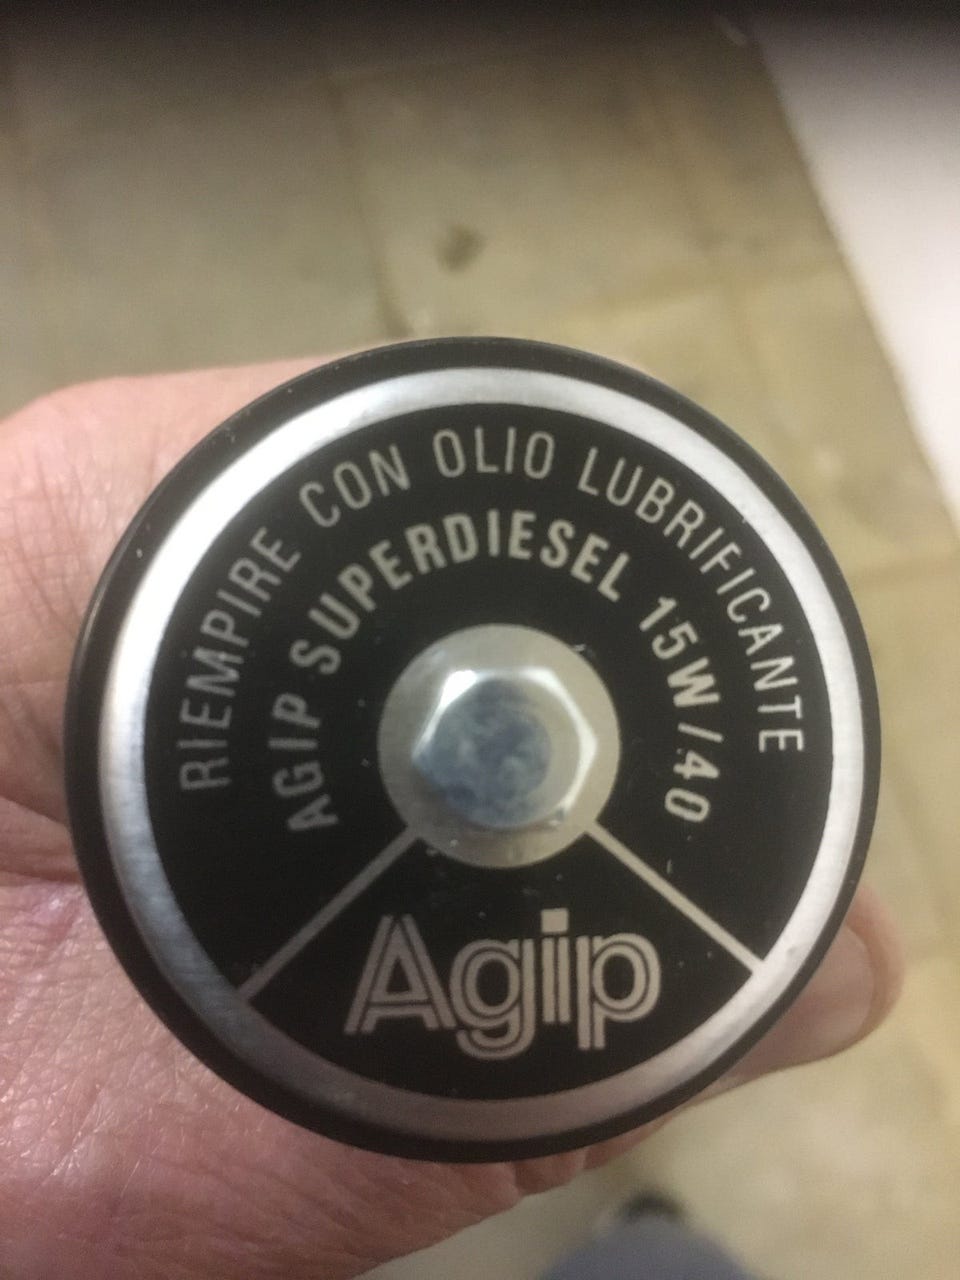 RIEMPIRE CON OLIO LUBRIFICANTE
AGIP SUPERDIESEL 15W/40
Agip